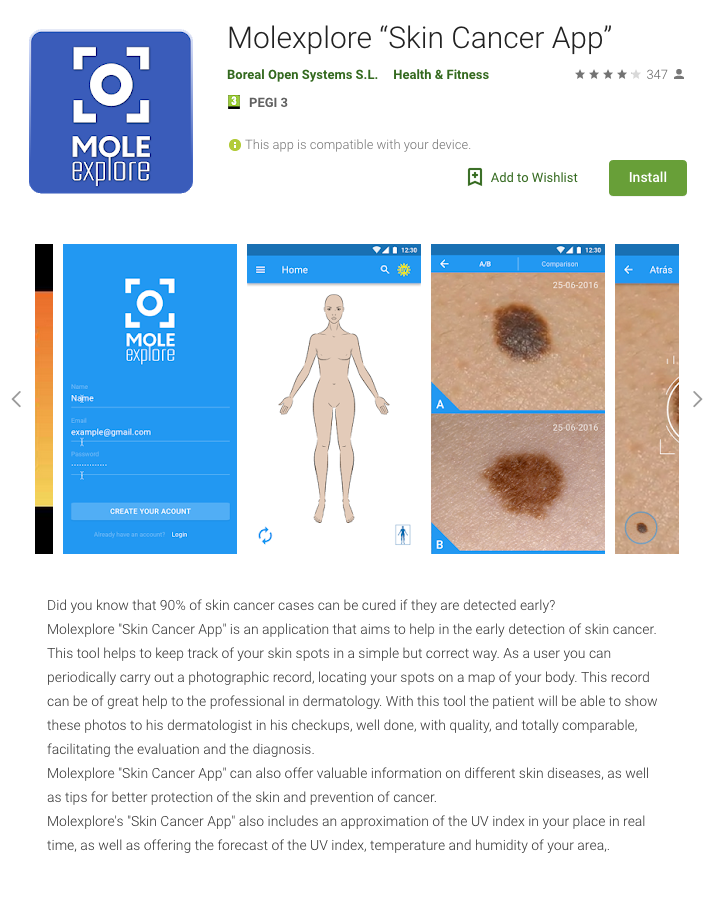 Molexplore “Skin Cancer App”
Boreal Open Systems S.L. Health & Fitness 347
3 PEGI 3
This app is compatible with your device.
Add to Wishlist Install
MOLE
explore
MOLE
explore
Name
Name
Email
example@gmail.com
Password
CREATE YOUR ACOUNT
Already have an account? Login
12:30
Home
12:30
A/B Comparison
25-06-2016
A
25-06-2016
B
Atrás
Did you know that 90% of skin cancer cases can be cured if they are detected early?
Molexplore "Skin Cancer App" is an application that aims to help in the early detection of skin cancer.
This tool helps to keep track of your skin spots in a simple but correct way. As a user you can
periodically carry out a photographic record, locating your spots on a map of your body. This record
can be of great help to the professional in dermatology. With this tool the patient will be able to show
these photos to his dermatologist in his checkups, well done, with quality, and totally comparable,
facilitating the evaluation and the diagnosis.
Molexplore "Skin Cancer App" can also offer valuable information on different skin diseases, as well
as tips for better protection of the skin and prevention of cancer.
Molexplore's "Skin Cancer App" also includes an approximation of the UV index in your place in real
time, as well as offering the forecast of the UV index, temperature and humidity of your area,.